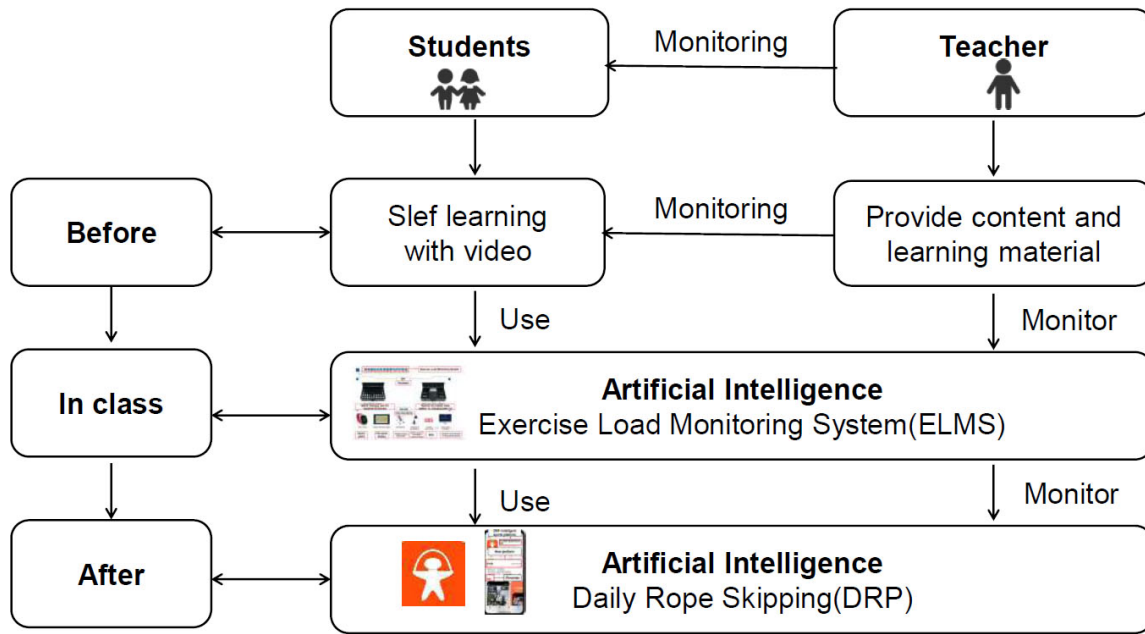 Students
Monitoring
Teacher
Before
Slef learning
with video
Monitoring
Provide content and
learning material
Use
Monitor
In class
Artificial Intelligence
Exercise Load Monitoring System(ELMS)
Use
Monitor
After
Artificial Intelligence
Daily Rope Skipping(DRP)